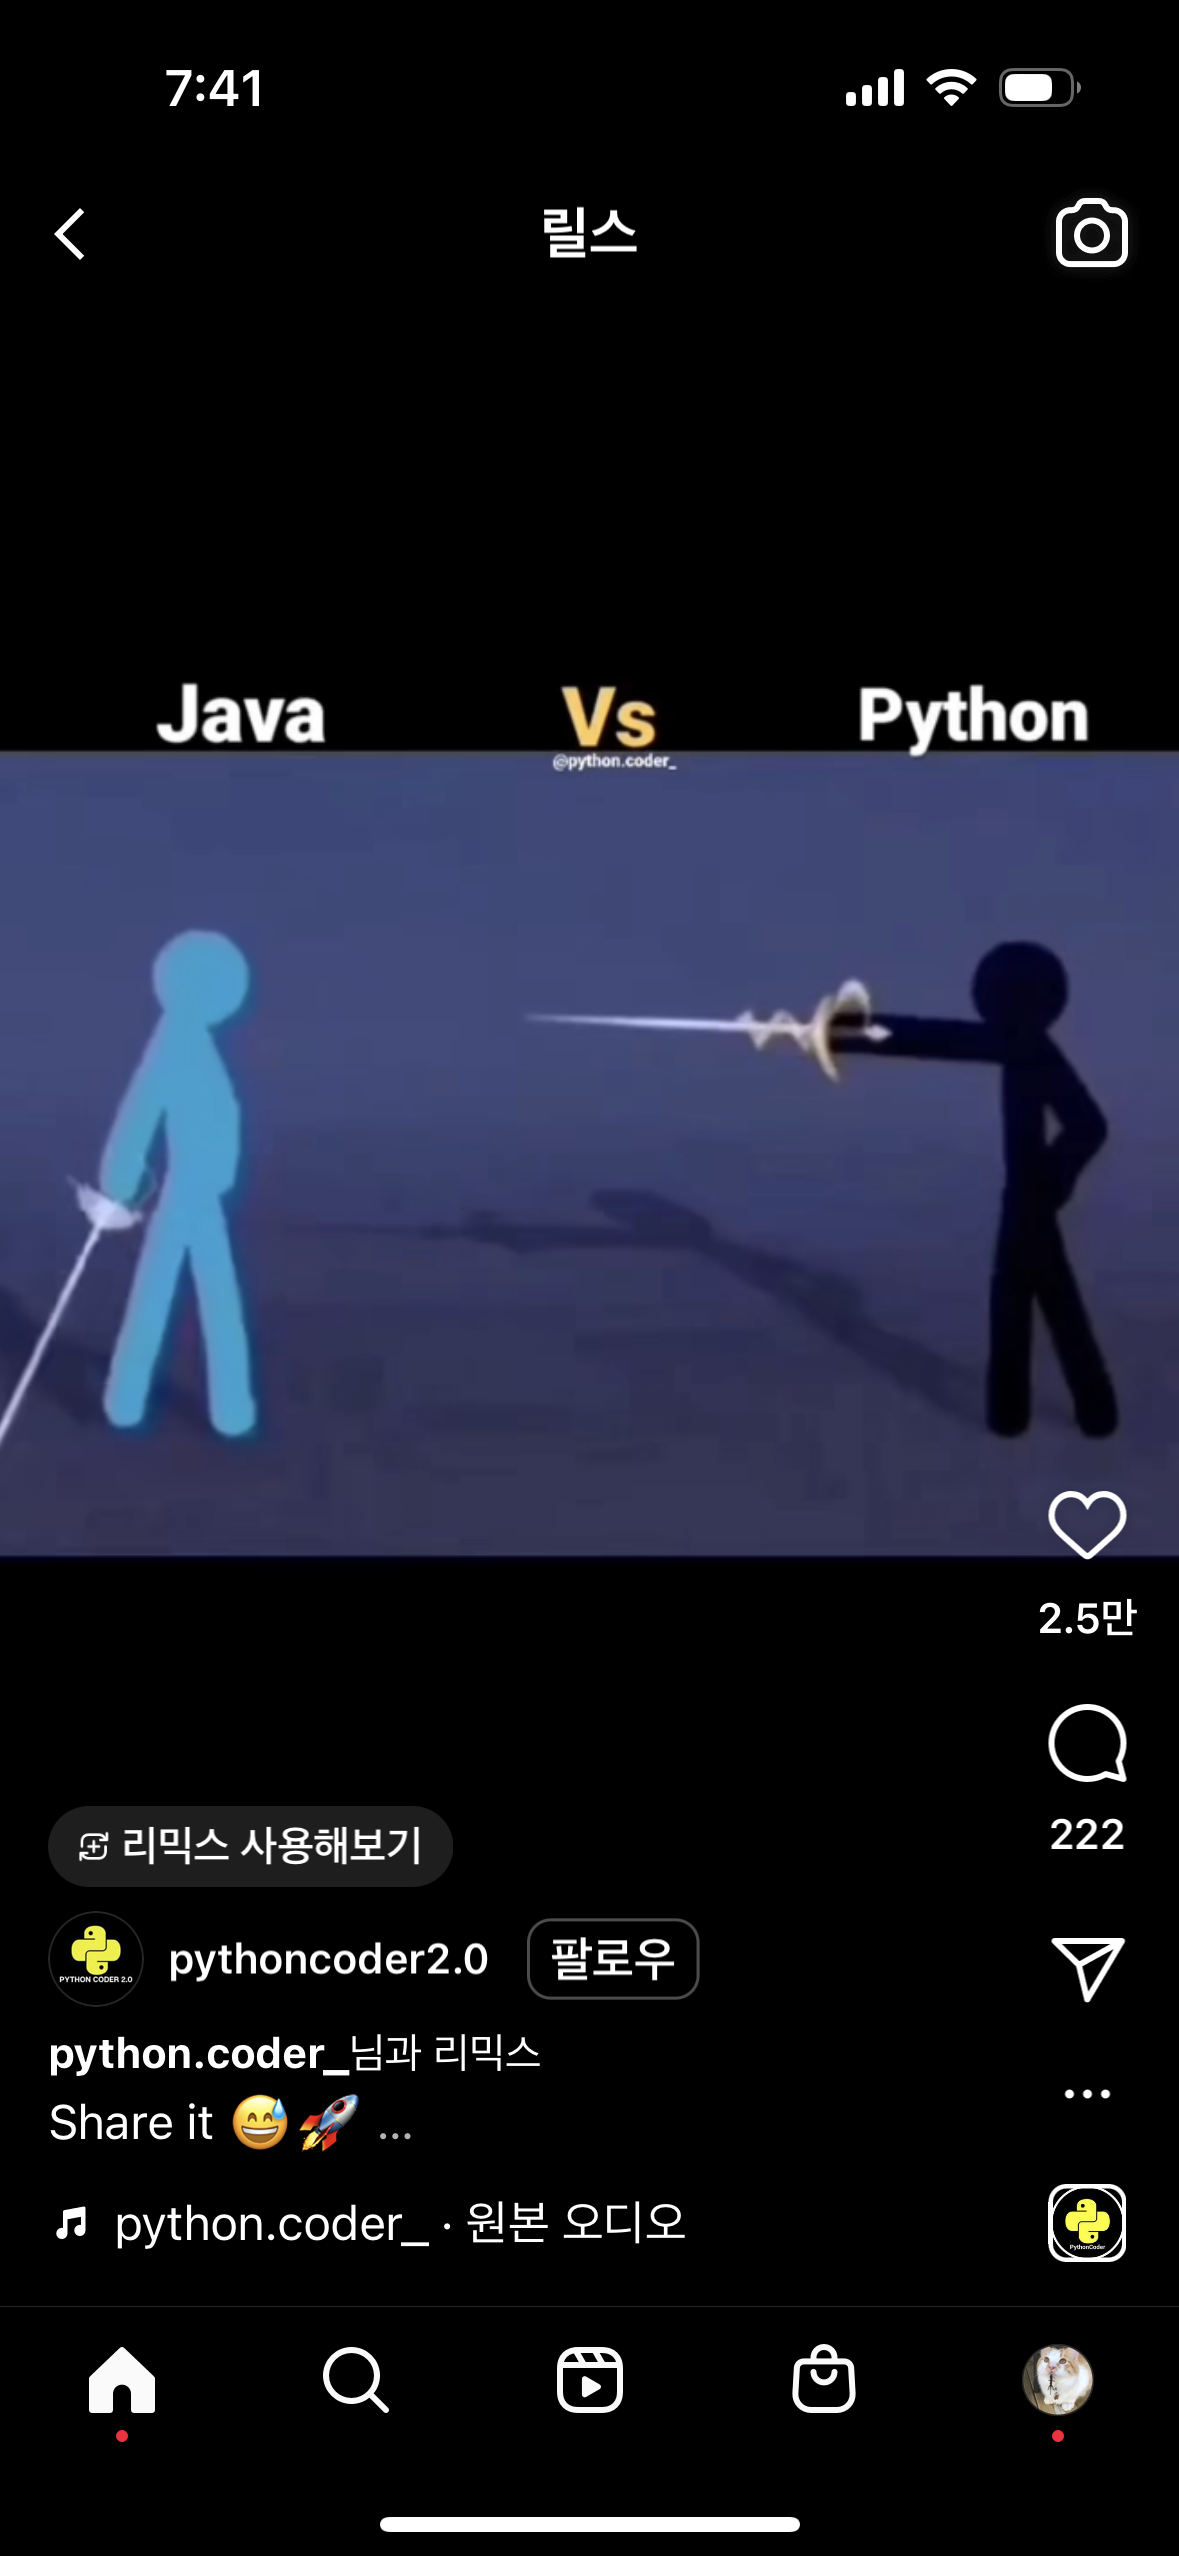 7:41
릴스
Java Vs Python
@python.coder_
2.5만
222
리믹스 사용해보기
PYTHON CODER 2.0
pythoncoder2.0 팔로우
python.coder_님과 리믹스
Share it 😅🚀 ...
python.coder_ · 원본 오디오
PythonCoder